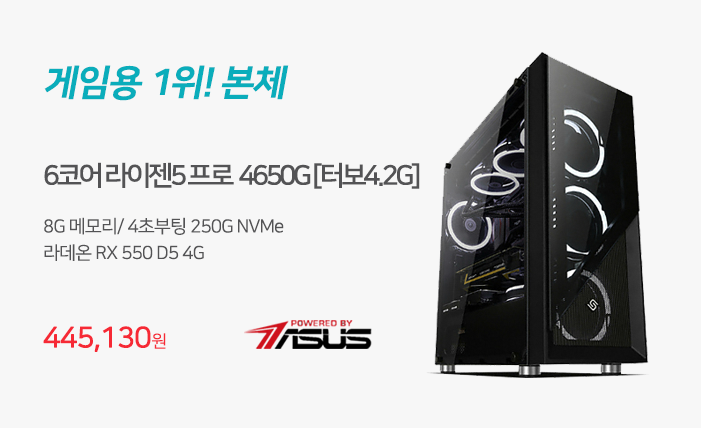 게임용 1위! 본체
6코어 라이젠5 프로 4650G [터보4.2G]
8G 메모리/ 4초부팅 250G NVMe
라데온 RX 550 D5 4G
445,130원
POWERED BY
ASUS